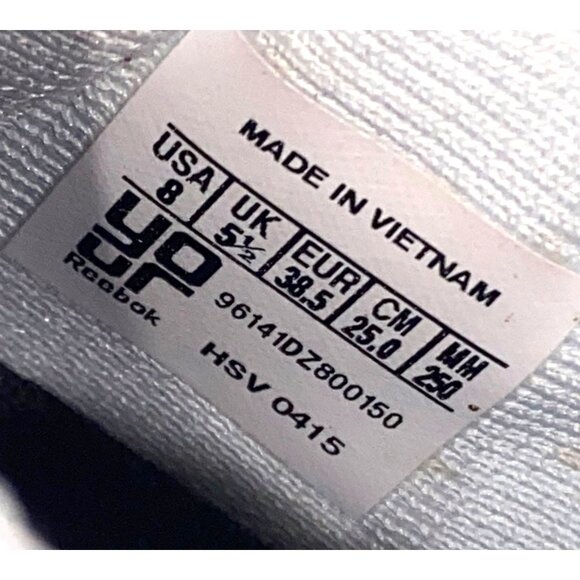 MADE IN VIETNAM
USA UK EUR CM MH
8 5½ 38.5 25.0 250
YOUR
Reebok
96141DZ800150
HSV 0415